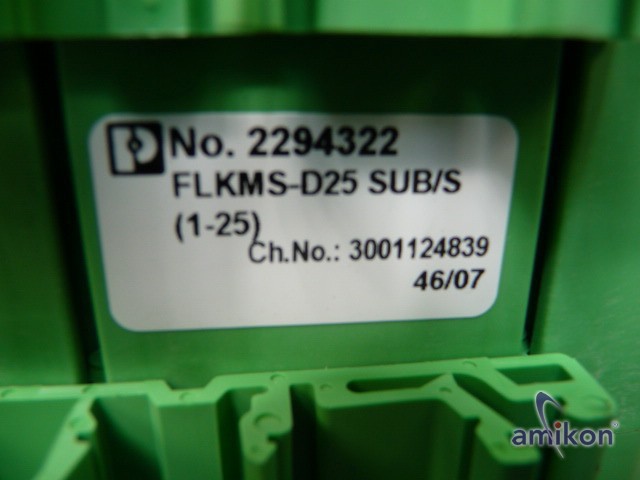 No. 2294322
FLKMS-D25 SUB/S
(1-25)
Ch.No.: 3001124839
46/07
amikon®